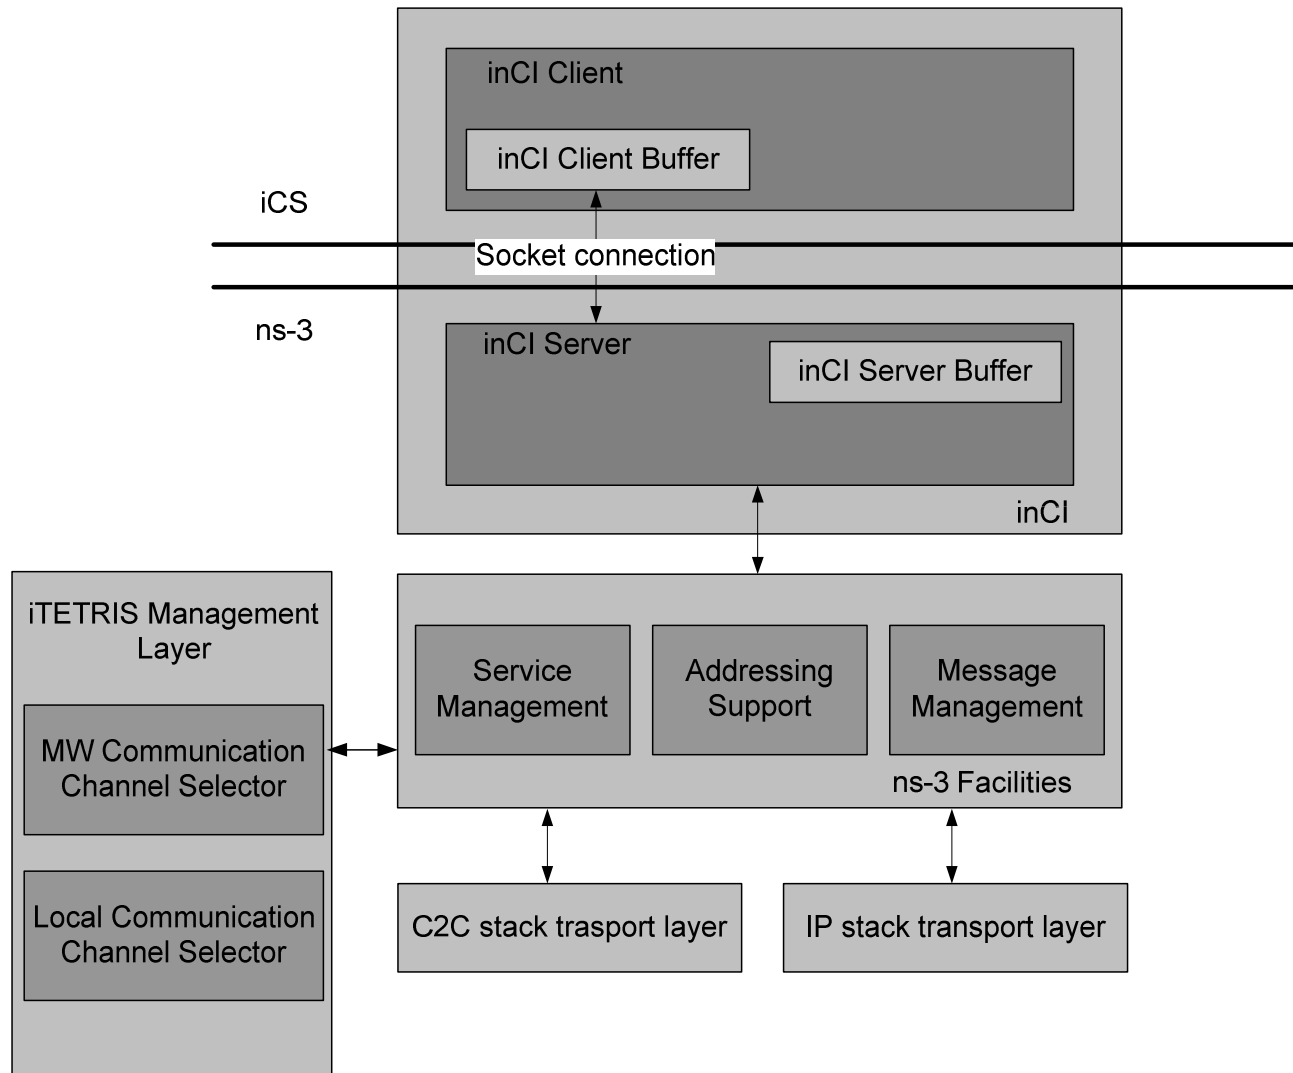 inCI Client
inCI Client Buffer
iCS
Socket connection
ns-3
inCI Server
inCI Server Buffer
inCI
iTETRIS Management
Layer
MW Communication
Channel Selector
Local Communication
Channel Selector
Service
Management
Addressing
Support
Message
Management
ns-3 Facilities
C2C stack trasport layer
IP stack transport layer